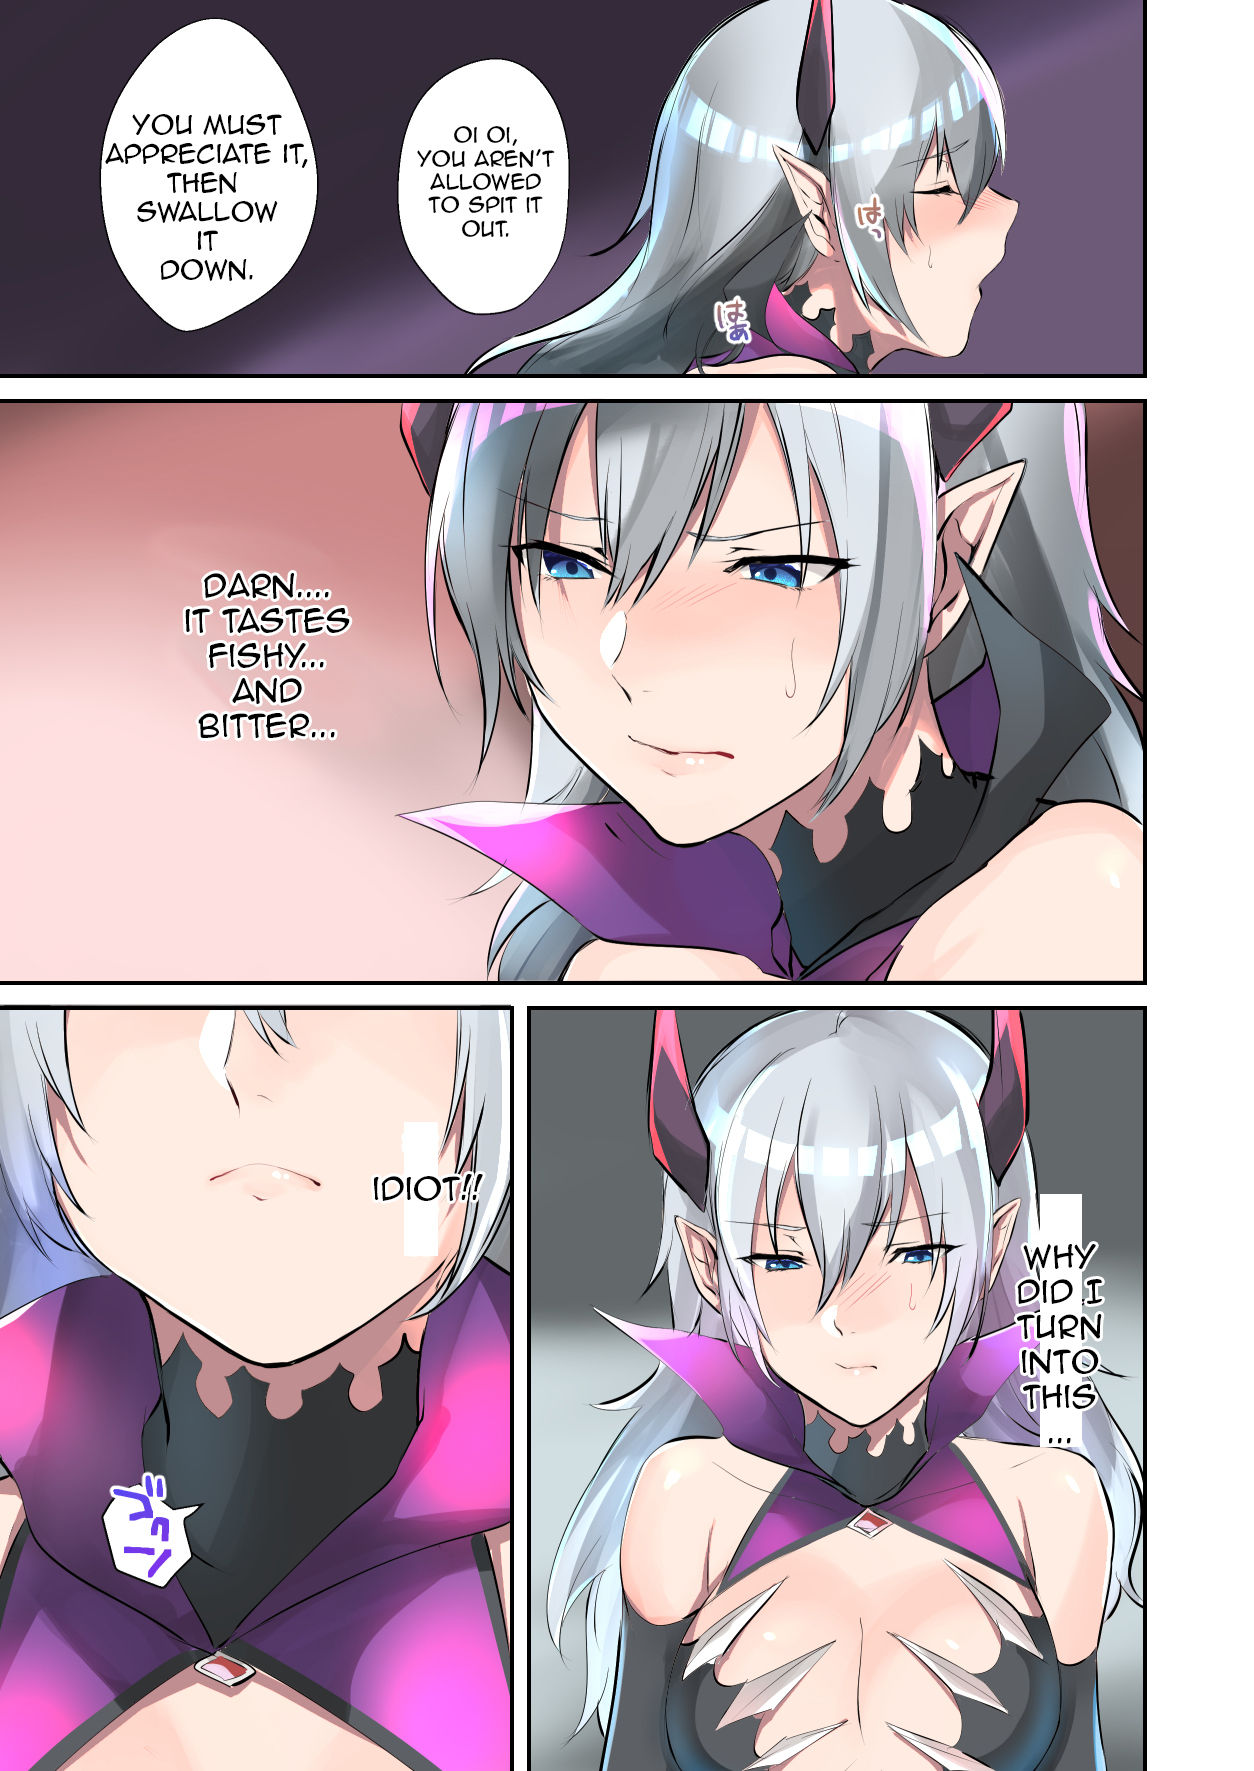 OI OI,
YOU AREN'T
ALLOWED
TO SPIT IT
OUT.
YOU MUST
APPRECIATE IT,
THEN
SWALLOW
IT
DOWN.
はっ
はあ
DARN....
IT TASTES
FISHY...
AND
BITTER...
WHY
DID I
TURN
INTO
THIS
...
IDIOT!!
ゴクン